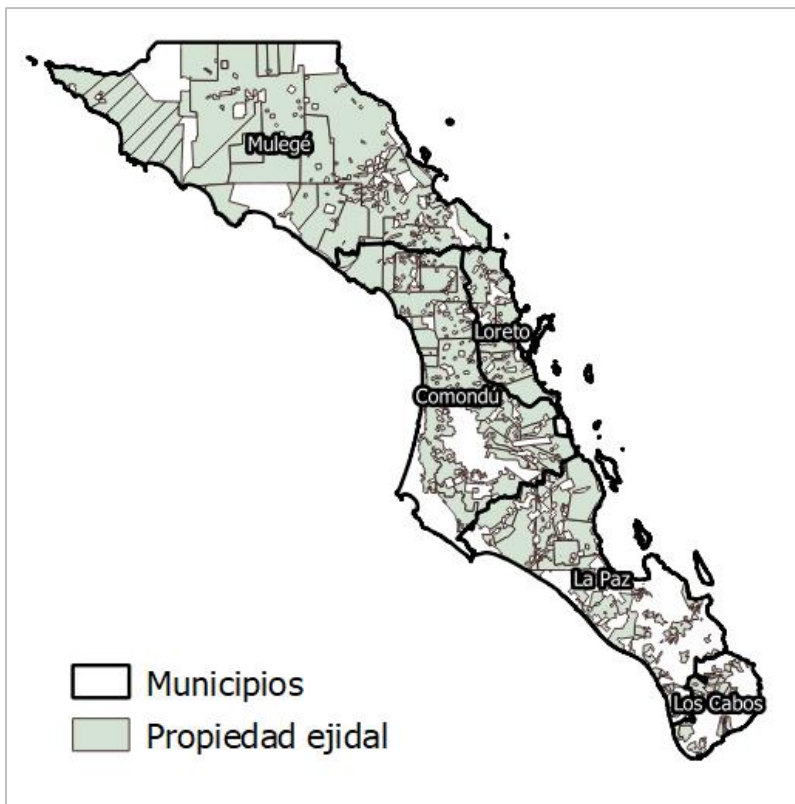 Mulegé
Loreto
Comondú
La Paz
Los Cabos
Municipios
Propiedad ejidal